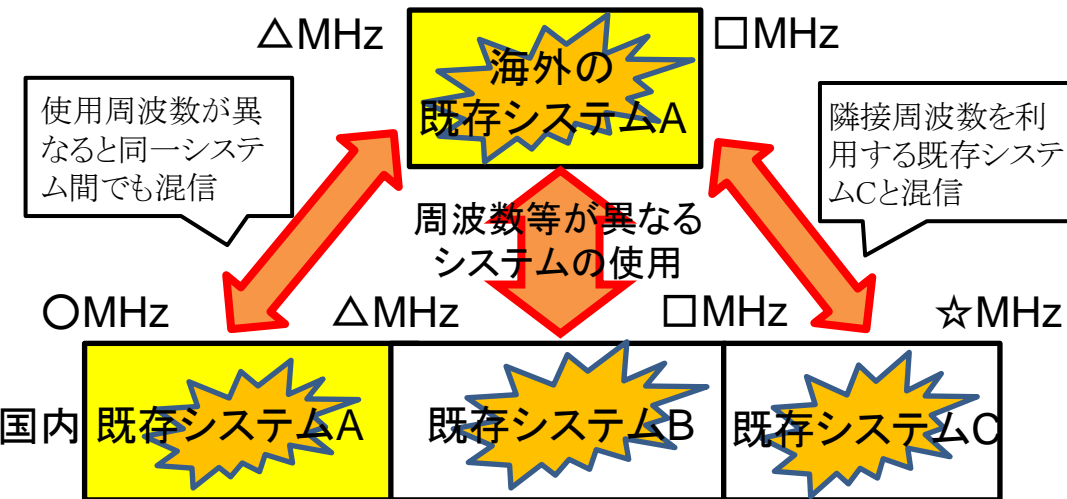 △MHz
□MHz
海外の
既存システムA
使用周波数が異
なると同一システ
ム間でも混信
隣接周波数を利
用する既存システ
ムCと混信
周波数等が異なる
システムの使用
○MHz
△MHz
□MHz
☆MHz
国内
既存システムA
既存システムB
既存システムC